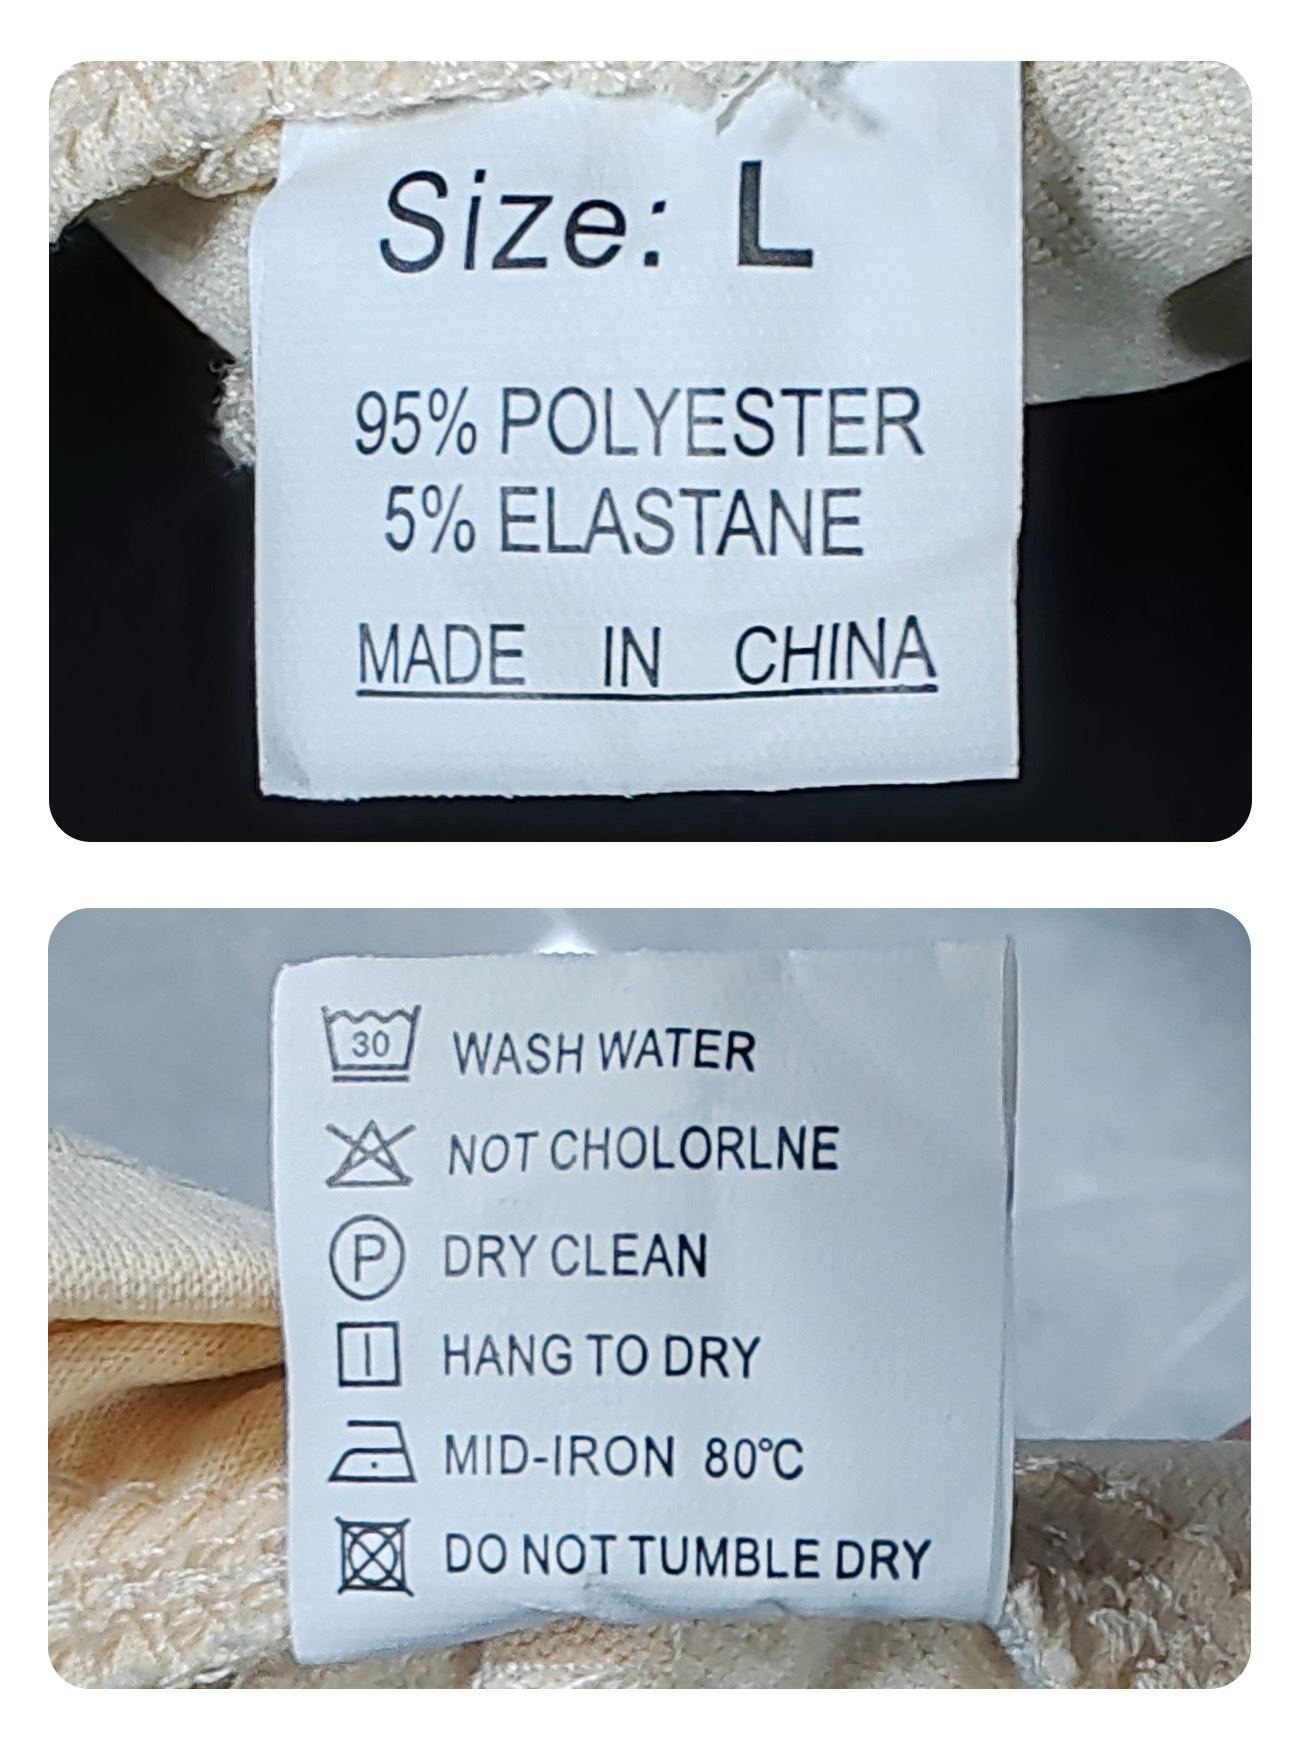 Size: L
95% POLYESTER
5% ELASTANE
MADE IN CHINA
30 WASH WATER
NOT CHOLORLNE
P DRY CLEAN
HANG TO DRY
MID-IRON 80℃
DO NOT TUMBLE DRY